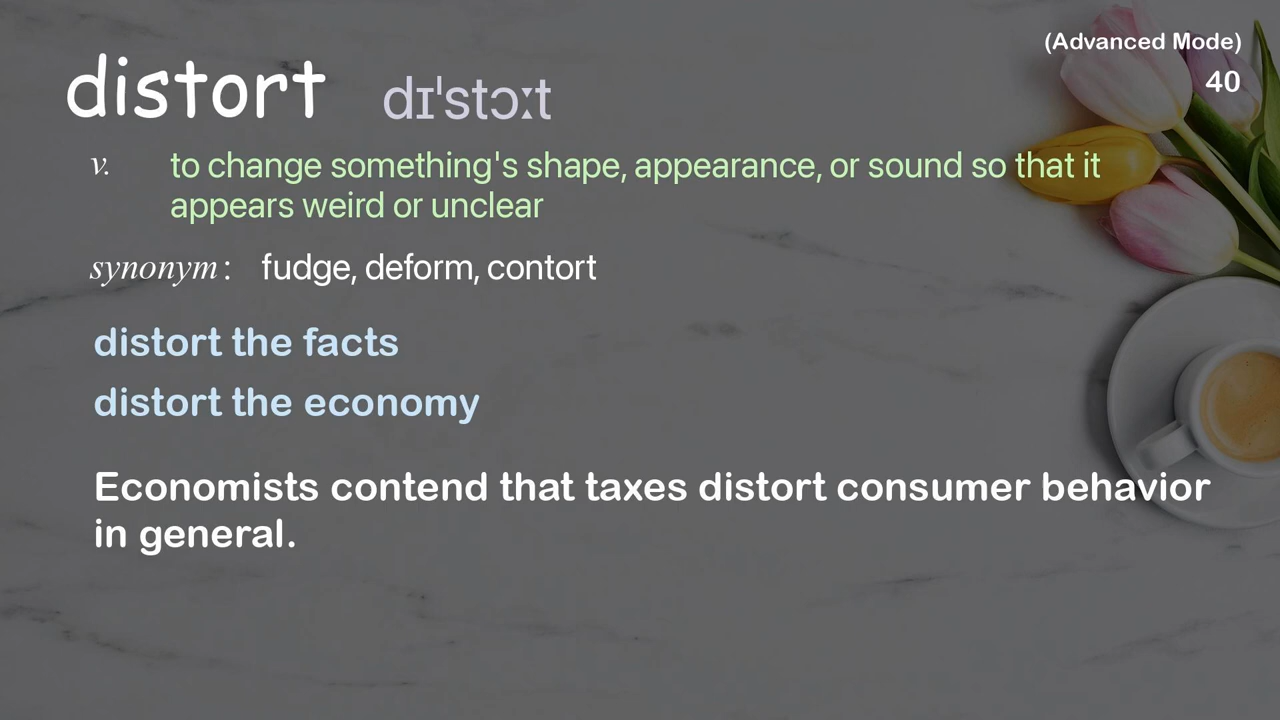 (Advanced Mode)
40
distort dɪˈstɔːt
v. to change something's shape, appearance, or sound so that it
appears weird or unclear
synonym: fudge, deform, contort
distort the facts
distort the economy
Economists contend that taxes distort consumer behavior
in general.